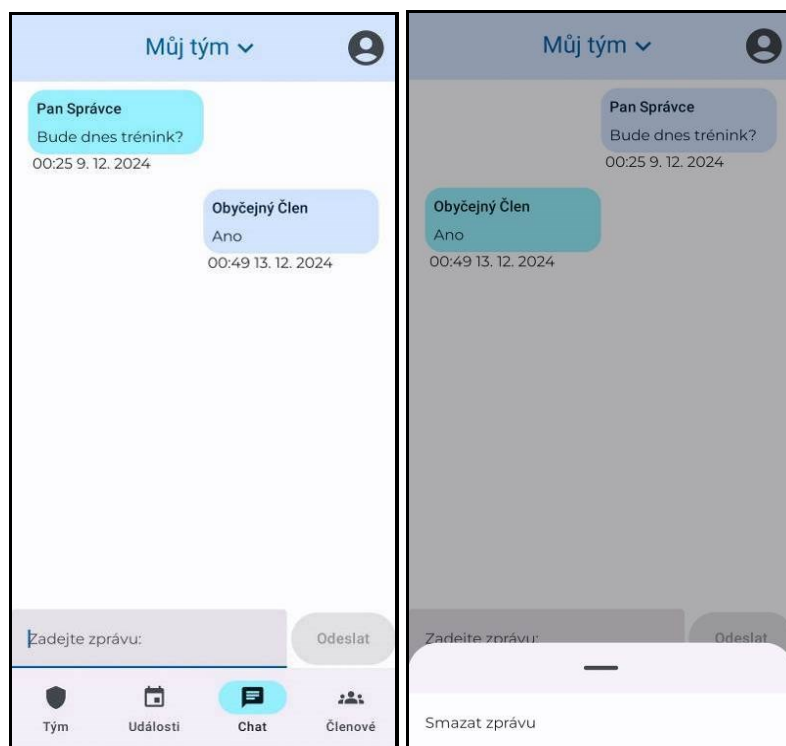 Můj tým
Pan Správce
Bude dnes trénink?
00:25 9. 12. 2024
Obyčejný Člen
Ano
00:49 13. 12. 2024
Zadejte zprávu:
Odeslat
Tým
Události
Chat
Členové
Můj tým
Pan Správce
Bude dnes trénink?
00:25 9. 12. 2024
Obyčejný Člen
Ano
00:49 13. 12. 2024
Zadejte zprávu:
Odeslat
Smazat zprávu